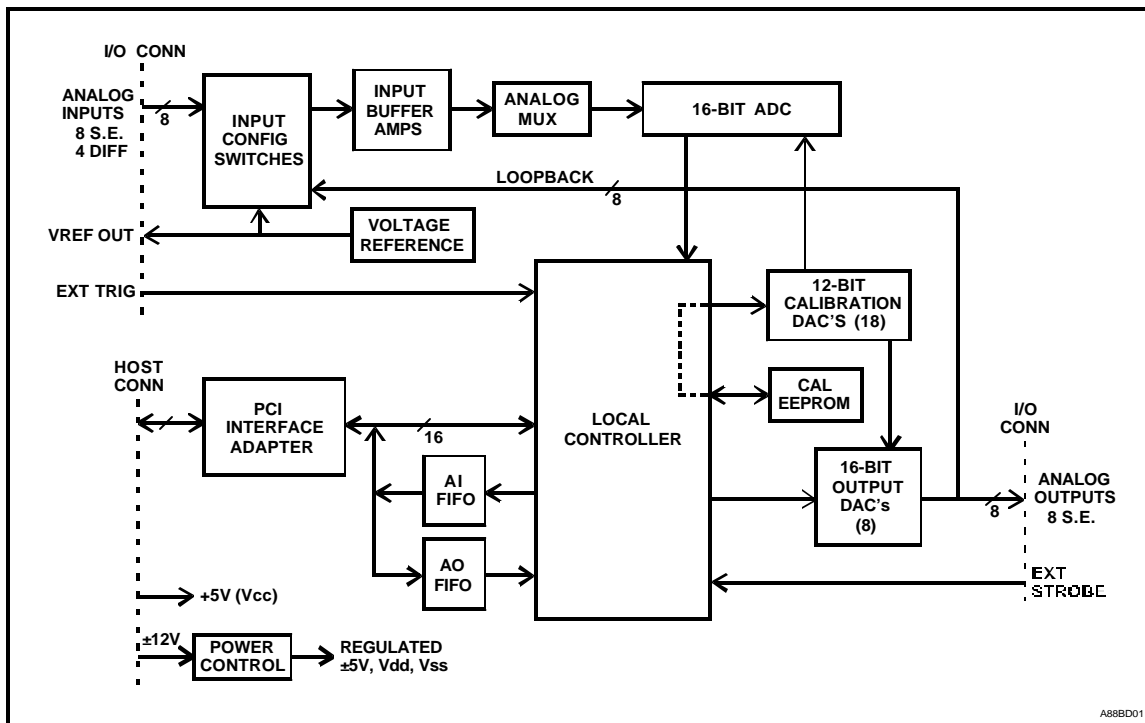 I/O CONN
ANALOG
INPUTS
8 S.E.
4 DIFF
8
INPUT
CONFIG
SWITCHES
INPUT
BUFFER
AMPS
ANALOG
MUX
16-BIT ADC
LOOPBACK
8
VREF OUT
VOLTAGE
REFERENCE
EXT TRIG
12-BIT
CALIBRATION
DAC'S (18)
HOST
CONN
PCI
INTERFACE
ADAPTER
16
LOCAL
CONTROLLER
CAL
EEPROM
I/O
CONN
AI
FIFO
16-BIT
OUTPUT
DAC's
(8)
8
ANALOG
OUTPUTS
8 S.E.
AO
FIFO
EXT
STROBE
+5V (Vcc)
±12V
POWER
CONTROL
REGULATED
±5V, Vdd, Vss
A88BD01